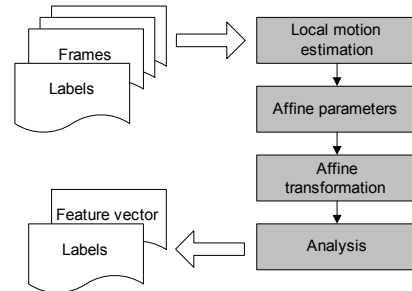 Frames
Labels
Local motion
estimation
Affine parameters
Affine
transformation
Analysis
Feature vector
Labels